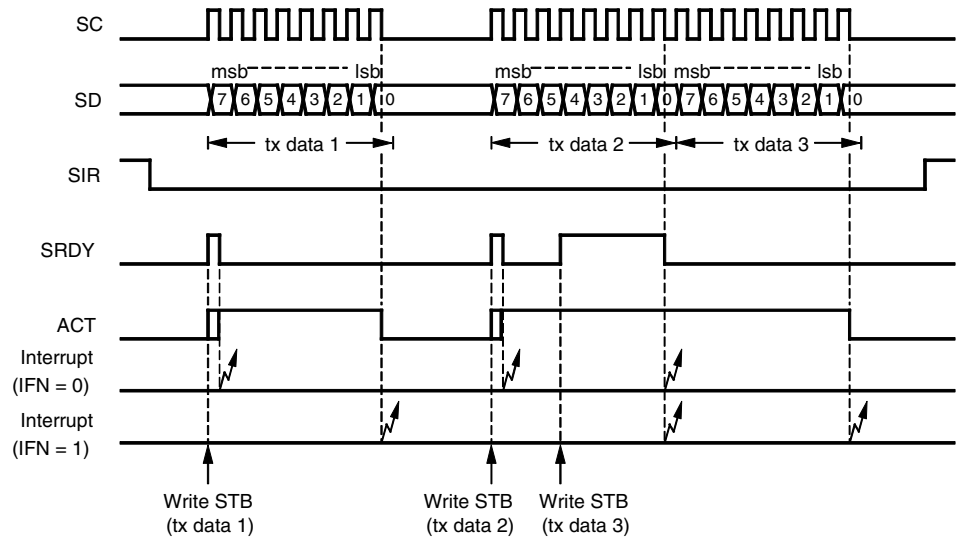 SC
msb lsb msb lsb msb lsb
SD 7 6 5 4 3 2 1 0 7 6 5 4 3 2 1 0 7 6 5 4 3 2 1 0
tx data 1 tx data 2 tx data 3
SIR
SRDY
ACT
Interrupt
(IFN = 0)
Interrupt
(IFN = 1)
Write STB Write STB Write STB
(tx data 1) (tx data 2) (tx data 3)